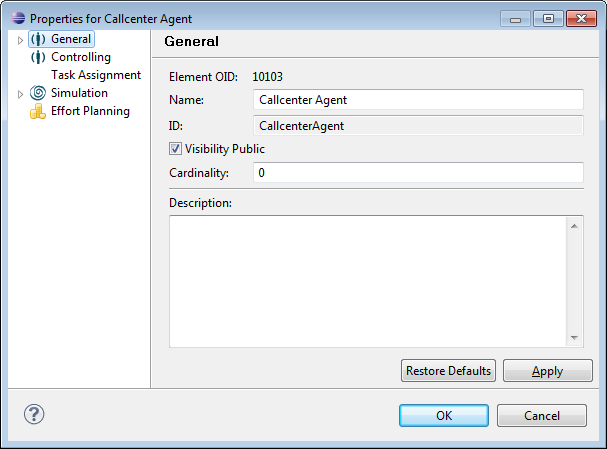 Properties for Callcenter Agent
General
Controlling
Task Assignment
Simulation
Effort Planning
General
Element OID: 10103
Name: Callcenter Agent
ID: CallcenterAgent
Visibility Public
Cardinality: 0
Description:
Restore Defaults Apply
? OK Cancel